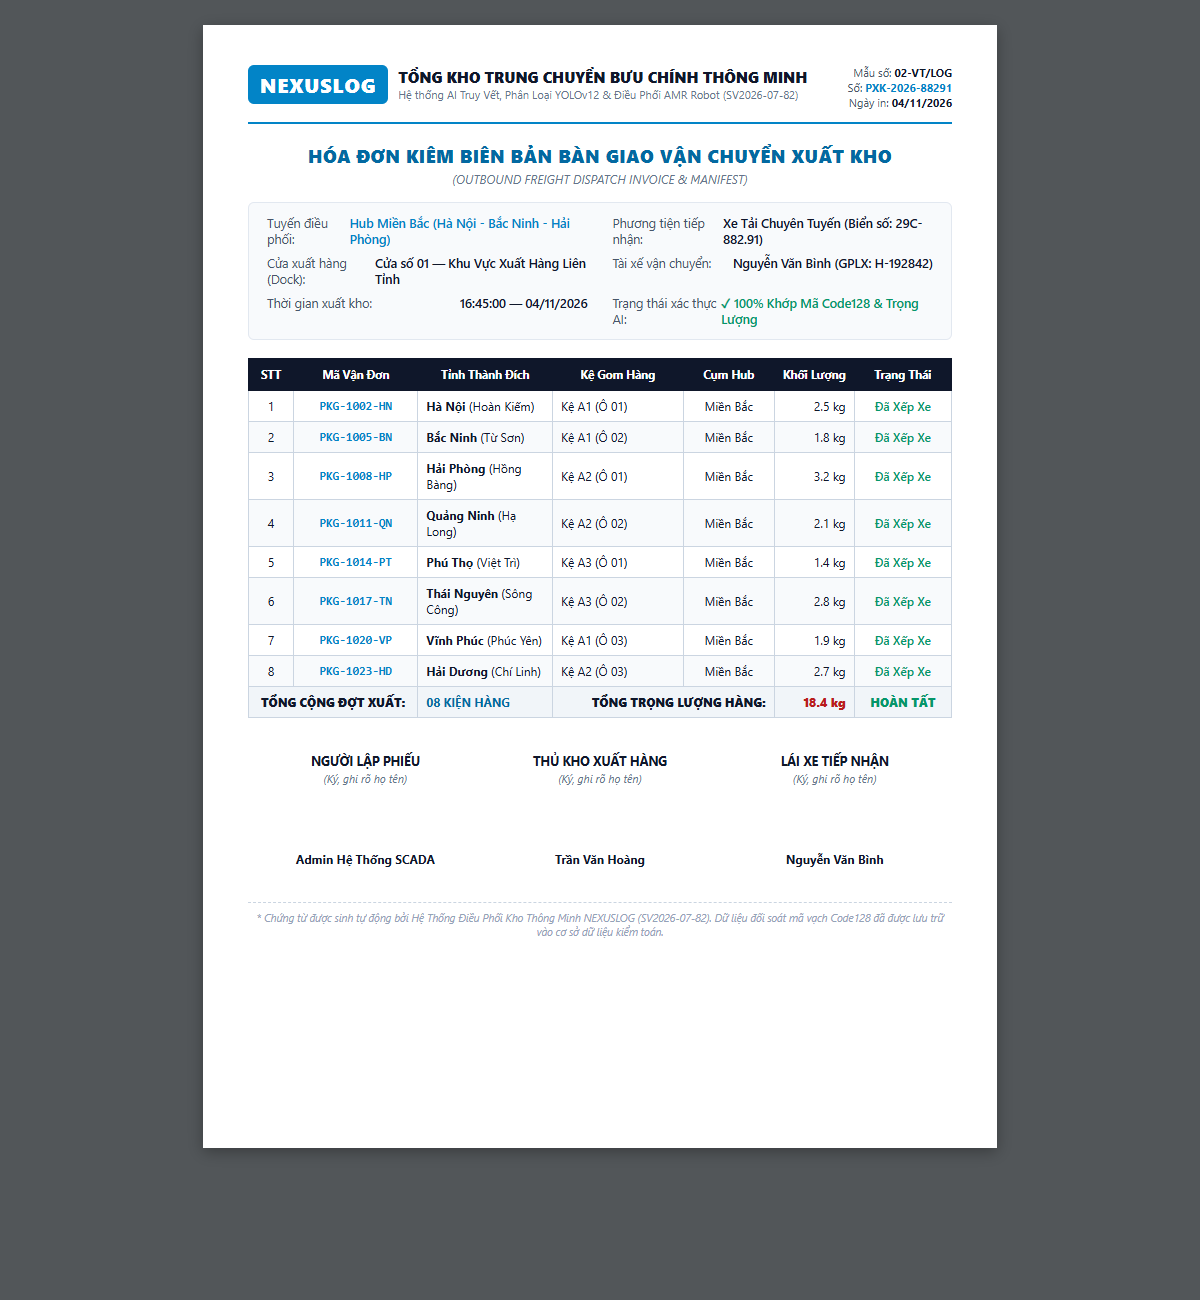 NEXUSLOG
TỔNG KHO TRUNG CHUYỂN BƯU CHÍNH THÔNG MINH
Hệ thống AI Truy Vết, Phân Loại YOLOv12 & Điều Phối AMR Robot (SV2026-07-82)
Mẫu số: 02-VT/LOG
Số: PXK-2026-88291
Ngày in: 04/11/2026
HÓA ĐƠN KIÊM BIÊN BẢN BÀN GIAO VẬN CHUYỂN XUẤT KHO
(OUTBOUND FREIGHT DISPATCH INVOICE & MANIFEST)
Tuyến điều phối: Hub Miền Bắc (Hà Nội - Bắc Ninh - Hải Phòng)
Phương tiện tiếp nhận: Xe Tải Chuyên Tuyến (Biển số: 29C-882.91)
Cửa xuất hàng (Dock): Cửa số 01 — Khu Vực Xuất Hàng Liên Tỉnh
Tài xế vận chuyển: Nguyễn Văn Bình (GPLX: H-192842)
Thời gian xuất kho: 16:45:00 — 04/11/2026
Trạng thái xác thực AI: ✓ 100% Khớp Mã Code128 & Trọng Lượng
STT Mã Vận Đơn Tỉnh Thành Đích Kệ Gom Hàng Cụm Hub Khối Lượng Trạng Thái
1 PKG-1002-HN Hà Nội (Hoàn Kiếm) Kệ A1 (Ô 01) Miền Bắc 2.5 kg Đã Xếp Xe
2 PKG-1005-BN Bắc Ninh (Từ Sơn) Kệ A1 (Ô 02) Miền Bắc 1.8 kg Đã Xếp Xe
3 PKG-1008-HP Hải Phòng (Hồng Bàng) Kệ A2 (Ô 01) Miền Bắc 3.2 kg Đã Xếp Xe
4 PKG-1011-QN Quảng Ninh (Hạ Long) Kệ A2 (Ô 02) Miền Bắc 2.1 kg Đã Xếp Xe
5 PKG-1014-PT Phú Thọ (Việt Trì) Kệ A3 (Ô 01) Miền Bắc 1.4 kg Đã Xếp Xe
6 PKG-1017-TN Thái Nguyên (Sông Công) Kệ A3 (Ô 02) Miền Bắc 2.8 kg Đã Xếp Xe
7 PKG-1020-VP Vĩnh Phúc (Phúc Yên) Kệ A1 (Ô 03) Miền Bắc 1.9 kg Đã Xếp Xe
8 PKG-1023-HD Hải Dương (Chí Linh) Kệ A2 (Ô 03) Miền Bắc 2.7 kg Đã Xếp Xe
TỔNG CỘNG ĐỢT XUẤT: 08 KIỆN HÀNG TỔNG TRỌNG LƯỢNG HÀNG: 18.4 kg HOÀN TẤT
NGƯỜI LẬP PHIẾU THỦ KHO XUẤT HÀNG LÁI XE TIẾP NHẬN
(Ký, ghi rõ họ tên) (Ký, ghi rõ họ tên) (Ký, ghi rõ họ tên)
Admin Hệ Thống SCADA Trần Văn Hoàng Nguyễn Văn Bình
* Chứng từ được sinh tự động bởi Hệ Thống Điều Phối Kho Thông Minh NEXUSLOG (SV2026-07-82). Dữ liệu đối soát mã vạch Code128 đã được lưu trữ
vào cơ sở dữ liệu kiểm toán.